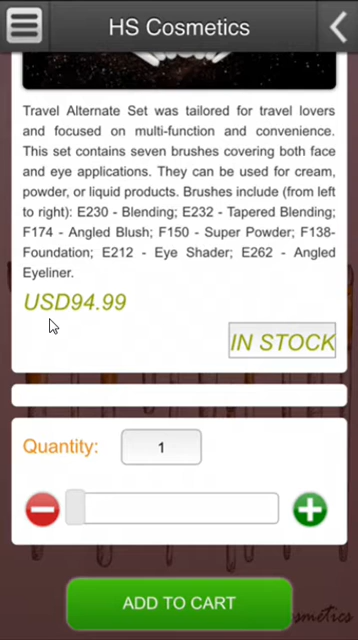 HS Cosmetics
Travel Alternate Set was tailored for travel lovers
and focused on multi-function and convenience.
This set contains seven brushes covering both face
and eye applications. They can be used for cream,
powder, or liquid products. Brushes include (from left
to right): E230 - Blending; E232 - Tapered Blending;
F174 - Angled Blush; F150 - Super Powder; F138-
Foundation; E212 - Eye Shader; E262 - Angled
Eyeliner.
USD94.99
IN STOCK
Quantity: 1
ADD TO CART